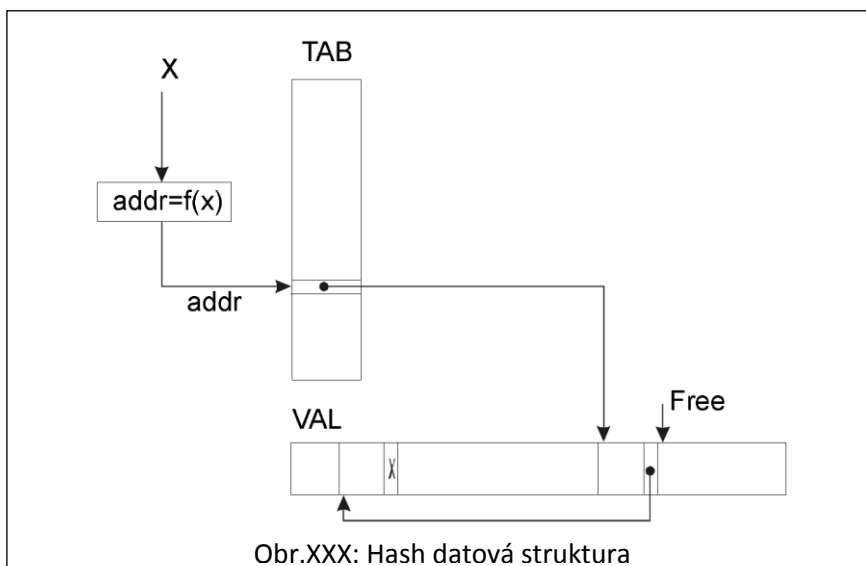 TAB
X
addr=f(x)
addr
Free
VAL
X
Obr.XXX: Hash datová struktura